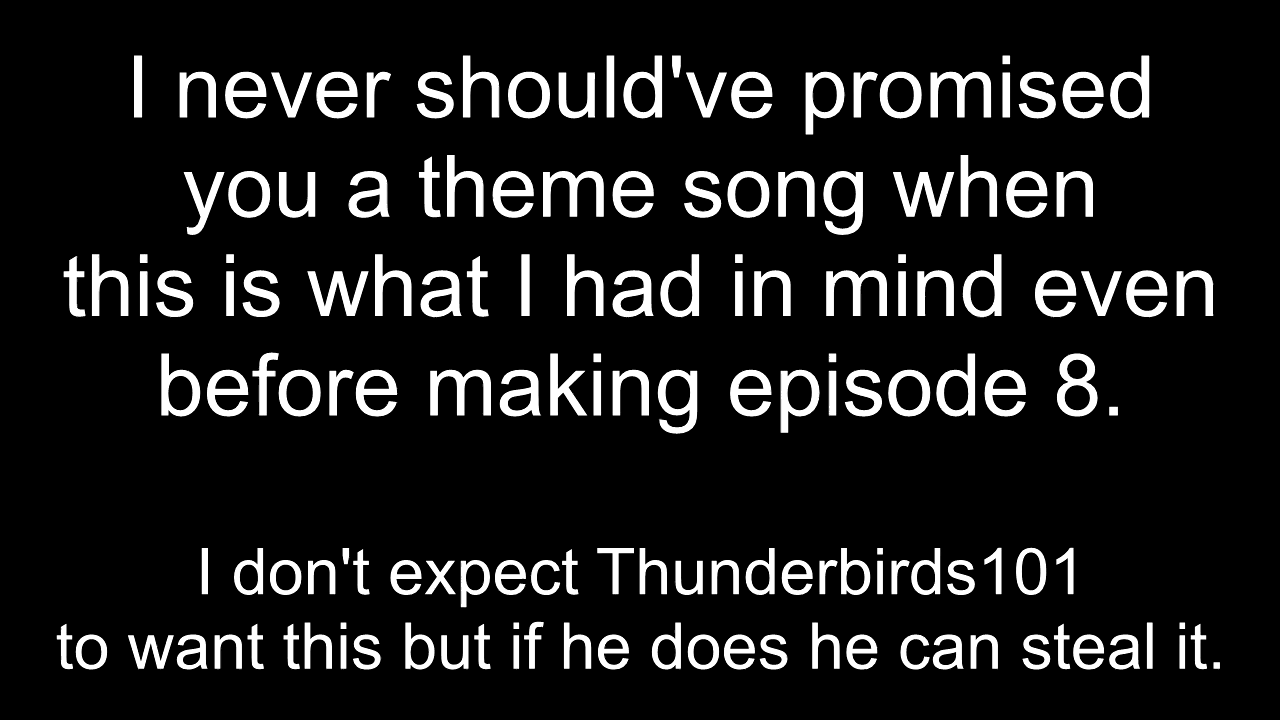 I never should've promised
you a theme song when
this is what I had in mind even
before making episode 8.
I don't expect Thunderbirds101
to want this but if he does he can steal it.